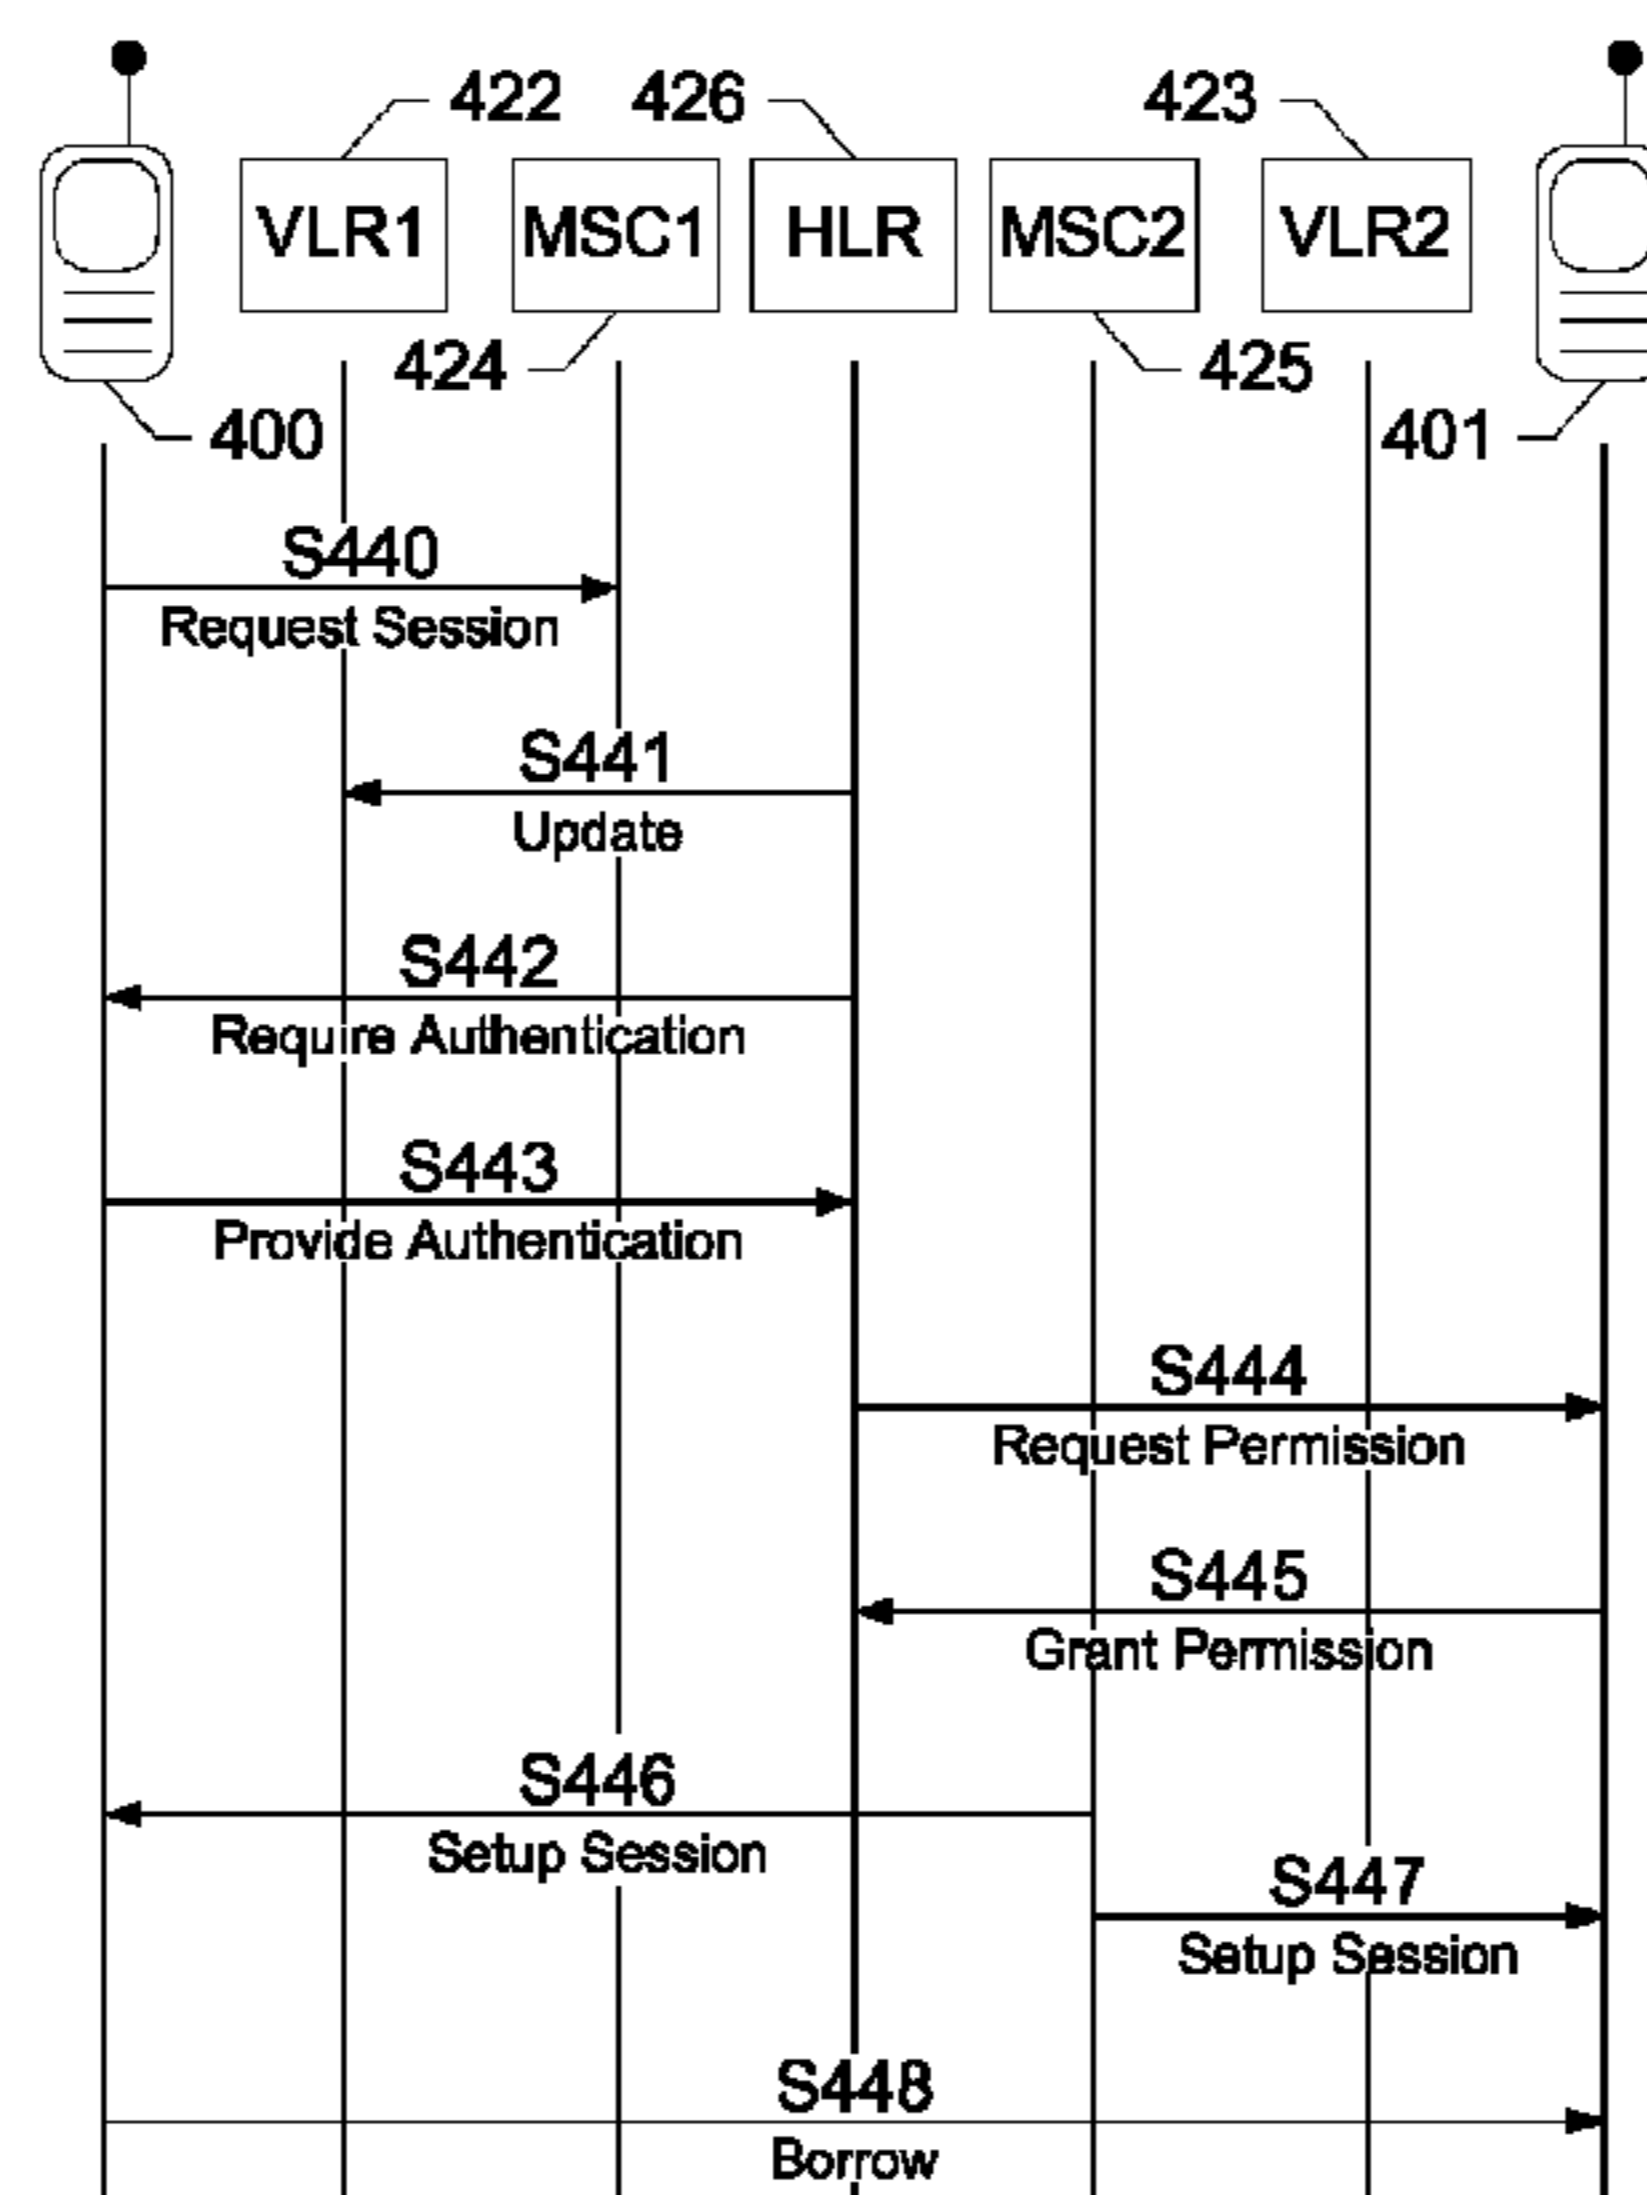 422 426 423
VLR1 MSC1 HLR MSC2 VLR2
424 425
400 401
S440
Request Session
S441
Update
S442
Require Authentication
S443
Provide Authentication
S444
Request Permission
S445
Grant Permission
S446
Setup Session
S447
Setup Session
S448
Borrow